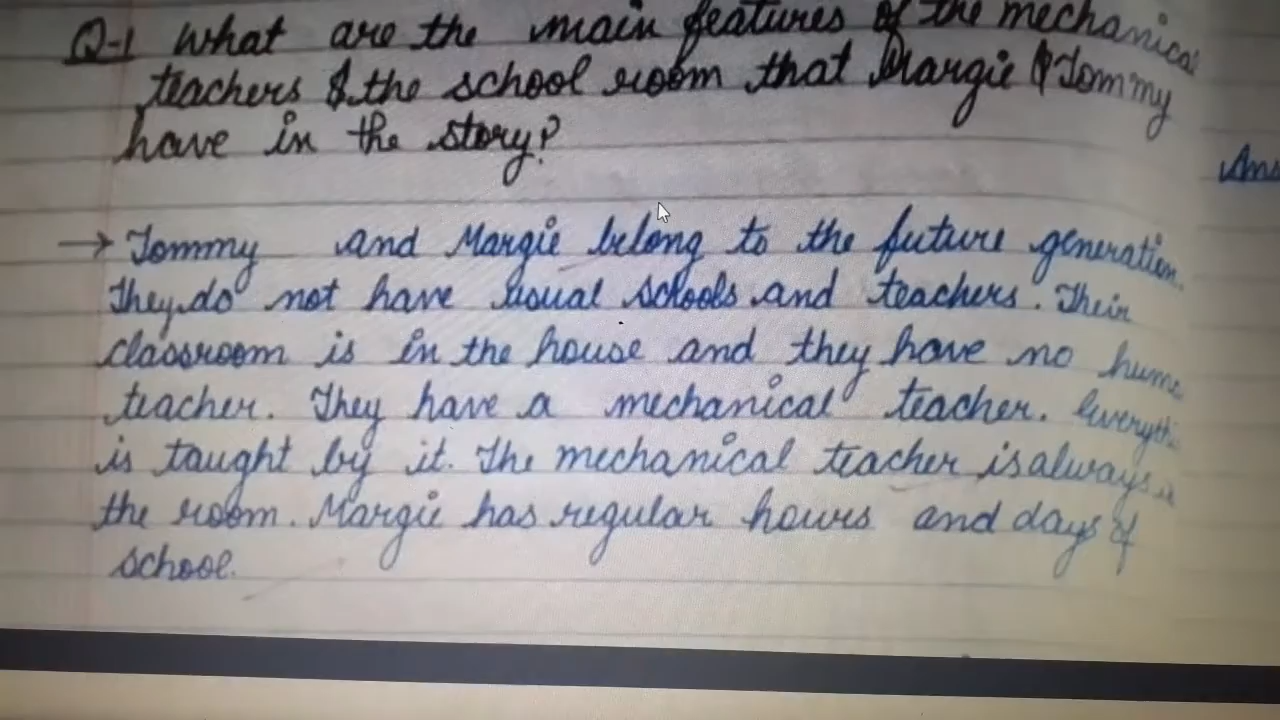 Q-1 What are the main features of the mechanical
teachers & the school room that Margie & Tommy
have in the story?
Ans
→ Tommy and Margie belong to the future generation.
They do not have usual schools and teachers. Their
classroom is in the house and they have no
teacher. They have a mechanical teacher.
is taught by it. The mechanical teacher is always
the room. Margie has regular hours and days of
school.